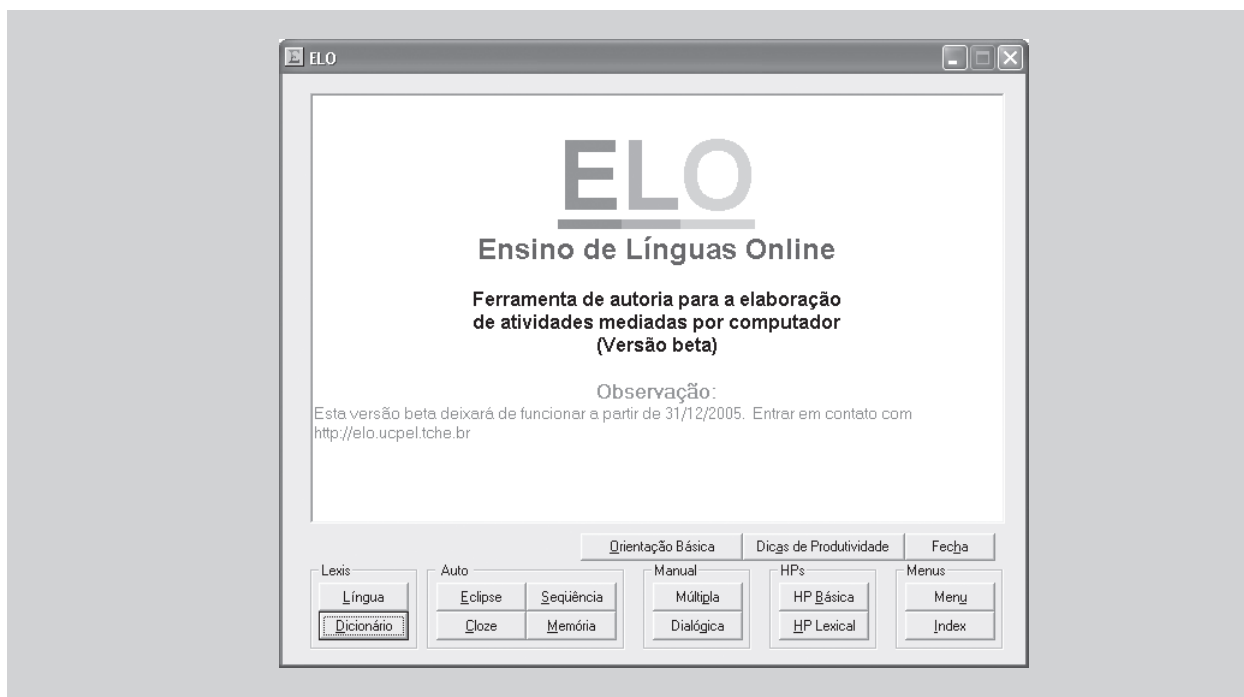 ELO
ELO
Ensino de Línguas Online
Ferramenta de autoria para a elaboração
de atividades mediadas por computador
(Versão beta)
Observação:
Esta versão beta deixará de funcionar a partir de 31/12/2005. Entrar em contato com
http://elo.ucpel.tche.br
Orientação Básica Dicas de Produtividade Fecha
Lexis Auto Manual HPs Menus
Língua Eclipse Seqüência Múltipla HP Básica Menu
Dicionário Cloze Memória Dialógica HP Lexical Index